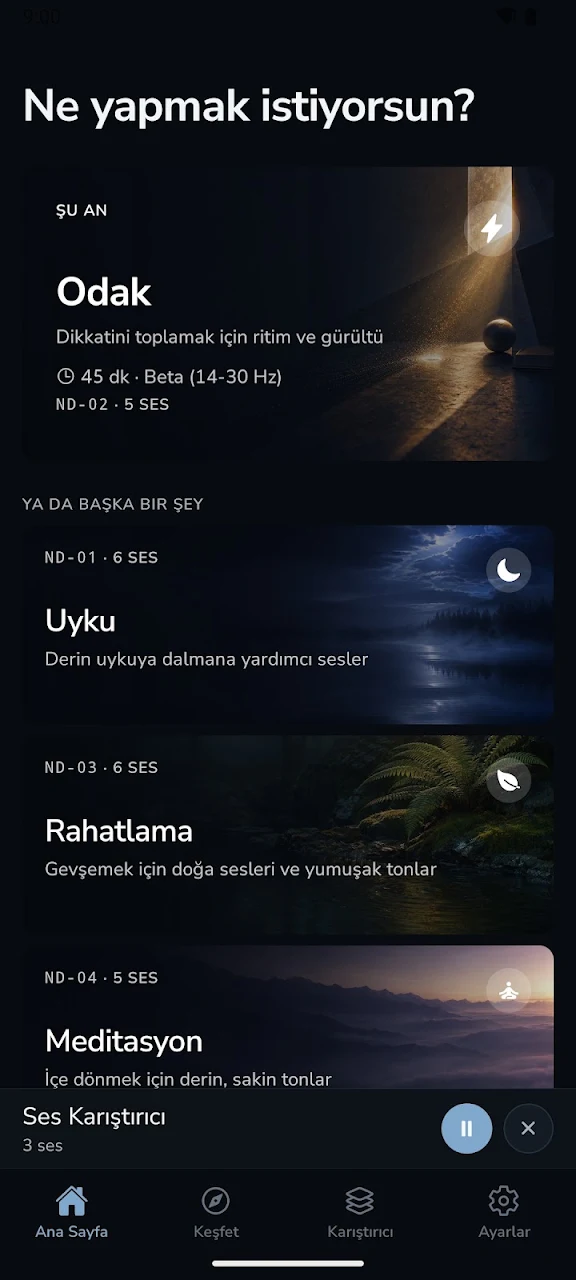 9:00
Ne yapmak istiyorsun?
ŞU AN
Odak
Dikkatini toplamak için ritim ve gürültü
45 dk · Beta (14-30 Hz)
ND-02 · 5 SES
YA DA BAŞKA BIR ŞEY
ND-01 · 6 SES
Uyku
Derin uykuya dalmana yardımcı sesler
ND-03 · 6 SES
Rahatlama
Gevşemek için doğa sesleri ve yumuşak tonlar
ND-04 · 5 SES
Meditasyon
İçe dönmek için derin, sakin tonlar
Ses Karıştırıcı
3 ses
Ana Sayfa
Keşfet
Karıştırıcı
Ayarlar